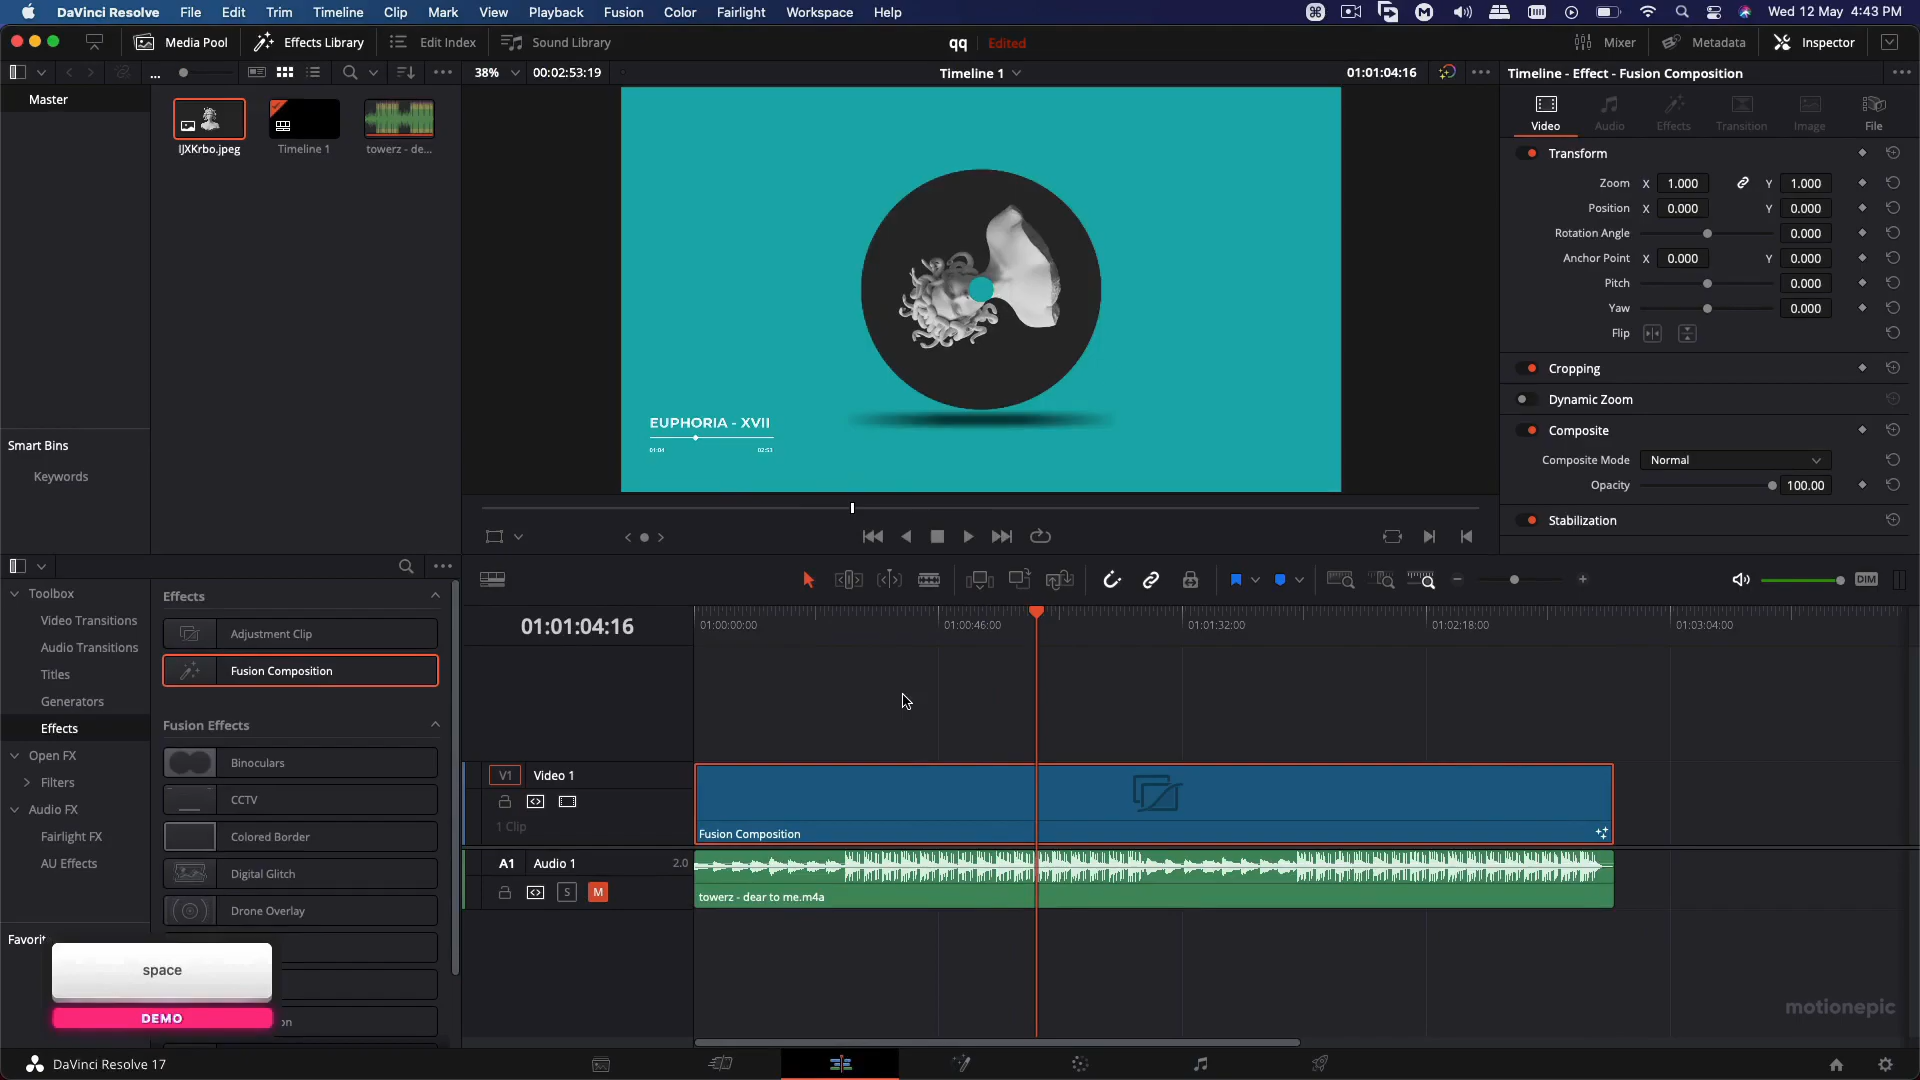 DaVinci Resolve File Edit Trim Timeline Clip Mark View Playback Fusion Color Fairlight Workspace Help Wed 12 May 4:43 PM
Media Pool Effects Library Edit Index Sound Library qq Edited Mixer Metadata Inspector
... 38% 00:02:53:19 Timeline 1 01:01:04:16 Timeline - Effect - Fusion Composition
Master
IJXKrbo.jpeg Timeline 1 towerz - de...
Smart Bins
Keywords
EUPHORIA - XVII
01:04 02:53
Video Audio Effects Transition Image File
Transform
Zoom X 1.000 Y 1.000
Position X 0.000 Y 0.000
Rotation Angle 0.000
Anchor Point X 0.000 Y 0.000
Pitch 0.000
Yaw 0.000
Flip
Cropping
Dynamic Zoom
Composite
Composite Mode Normal
Opacity 100.00
Stabilization
Toolbox
Video Transitions
Audio Transitions
Titles
Generators
Effects
Open FX
Filters
Audio FX
Fairlight FX
AU Effects
Favorit
Effects
Adjustment Clip
Fusion Composition
Fusion Effects
Binoculars
CCTV
Colored Border
Digital Glitch
Drone Overlay
on
space
DEMO
DIM
01:01:04:16
01:00:00:00 01:00:46:00 01:01:32:00 01:02:18:00 01:03:04:00
V1 Video 1
1 Clip
Fusion Composition
A1 Audio 1 2.0
S M
towerz - dear to me.m4a
motionepic
DaVinci Resolve 17